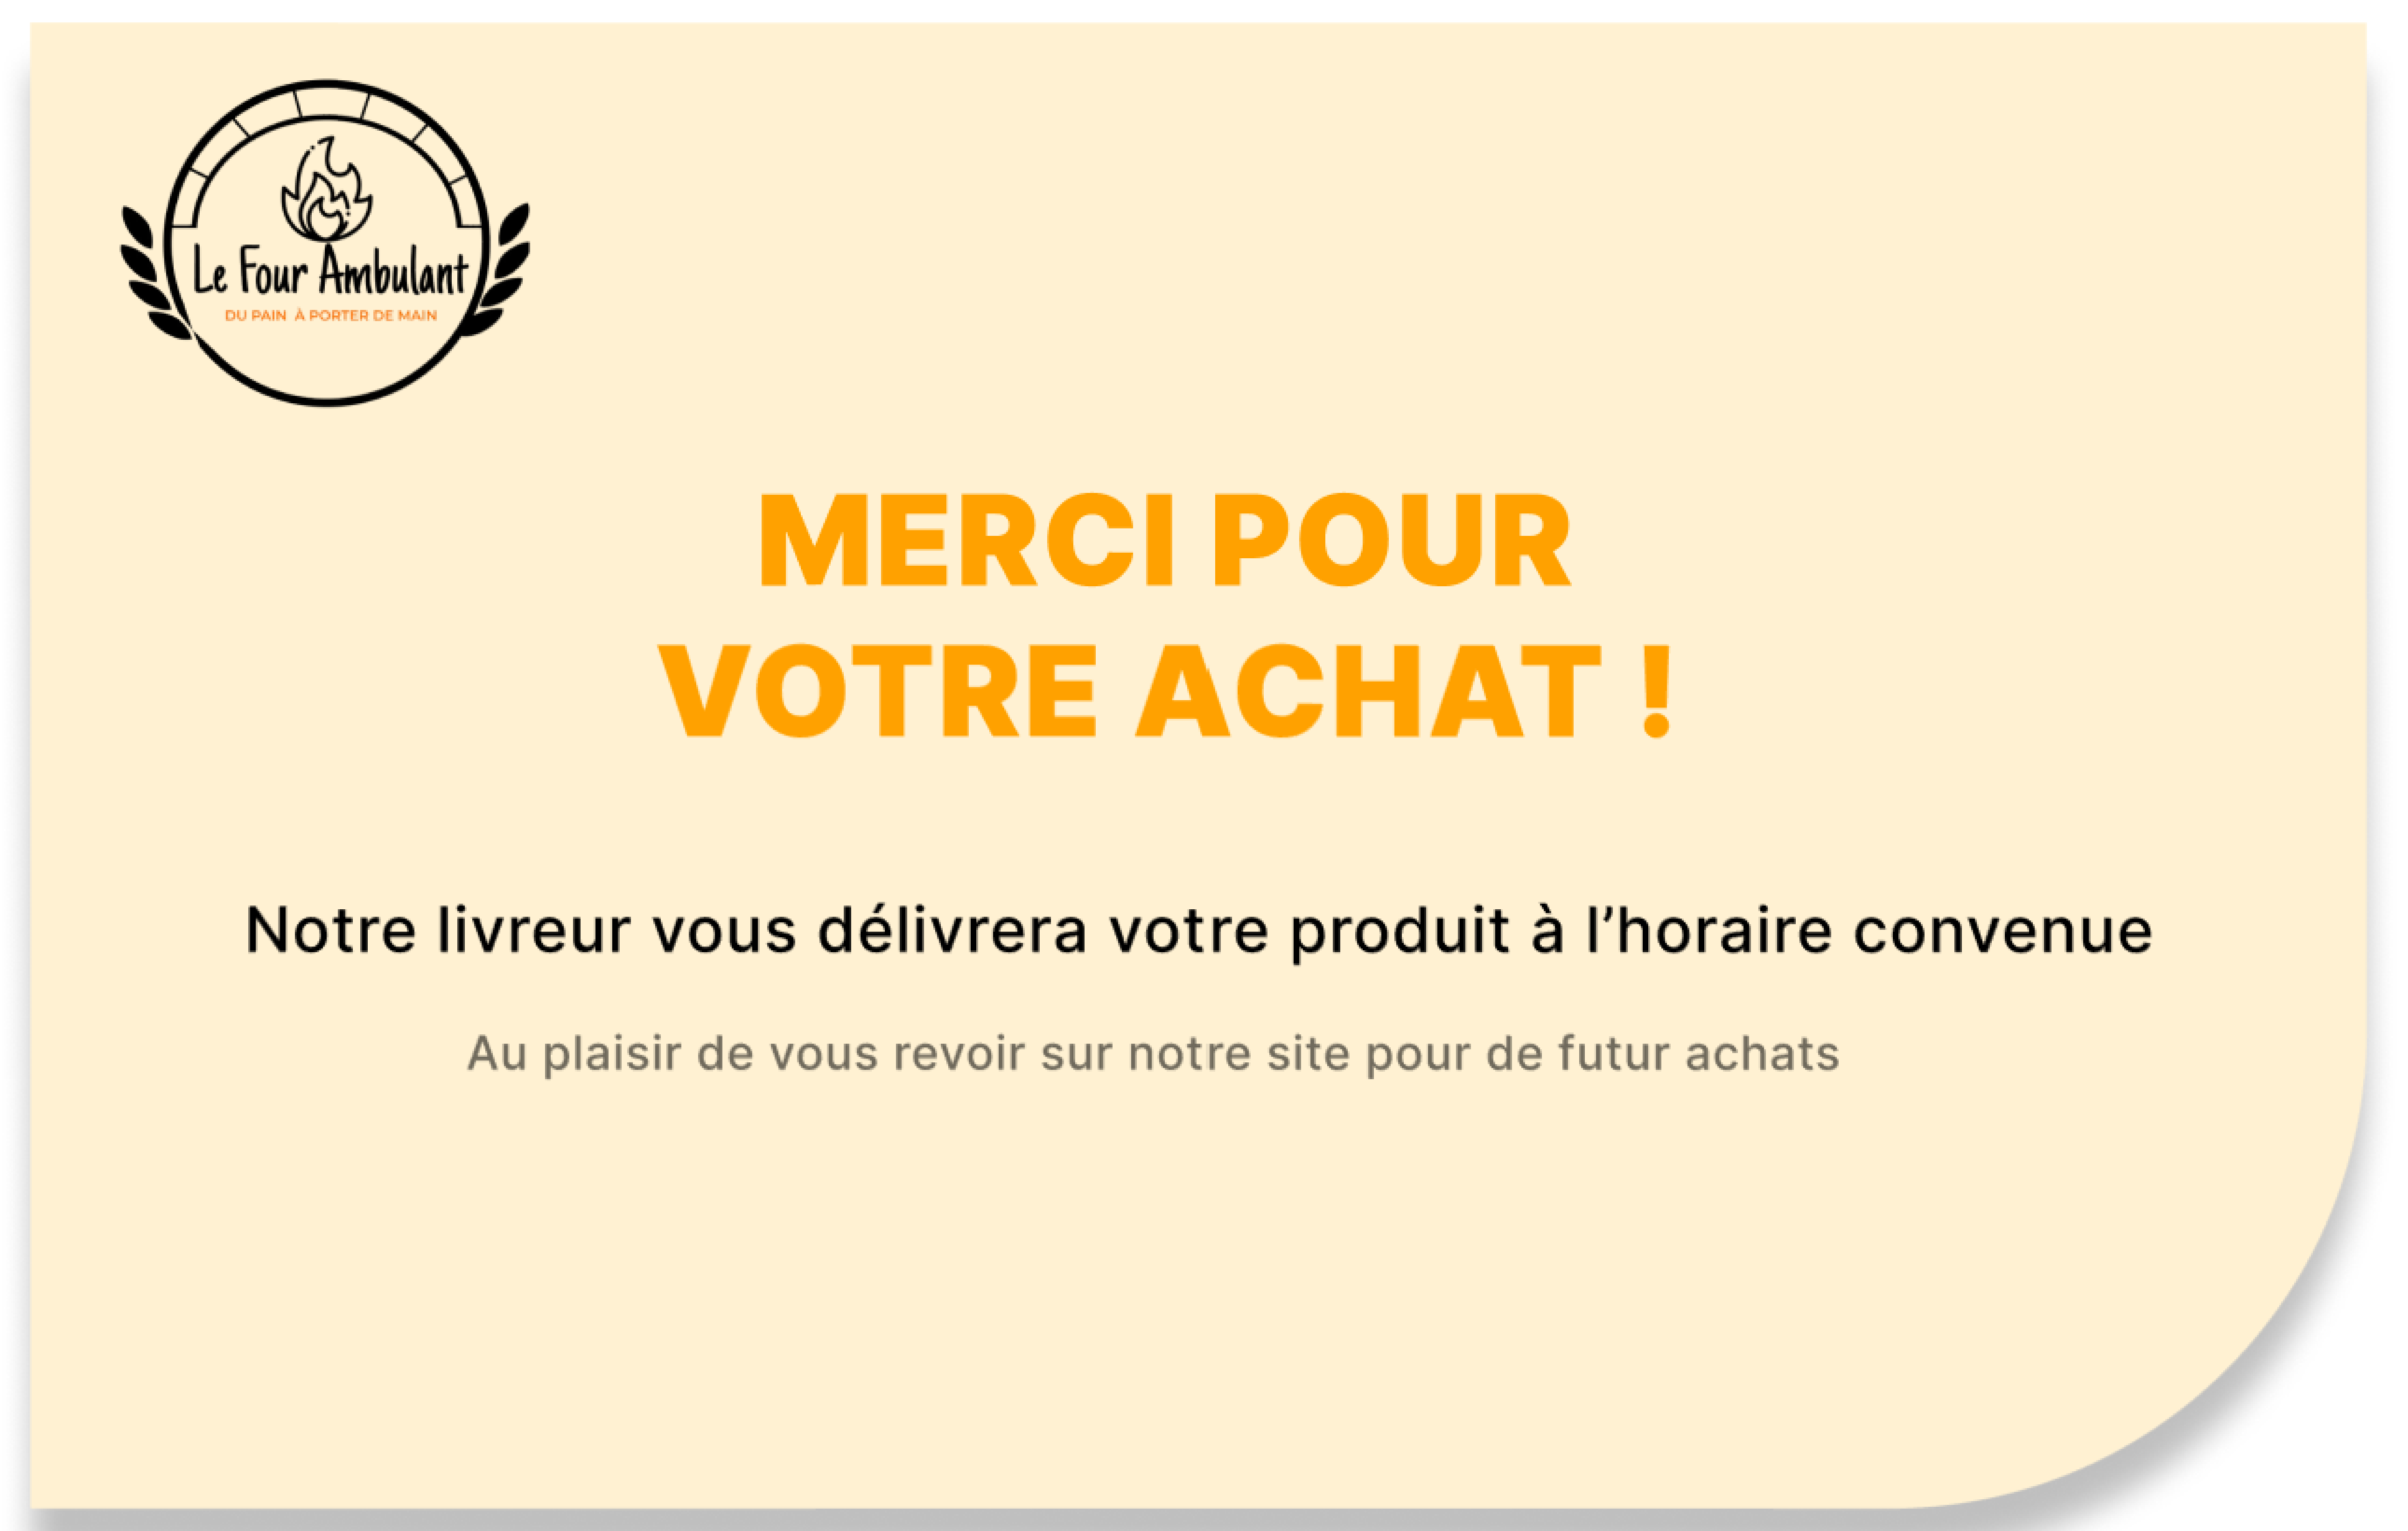 Le Four Ambulant
DU PAIN À PORTER DE MAIN
MERCI POUR
VOTRE ACHAT !
Notre livreur vous délivrera votre produit à l’horaire convenue
Au plaisir de vous revoir sur notre site pour de futur achats